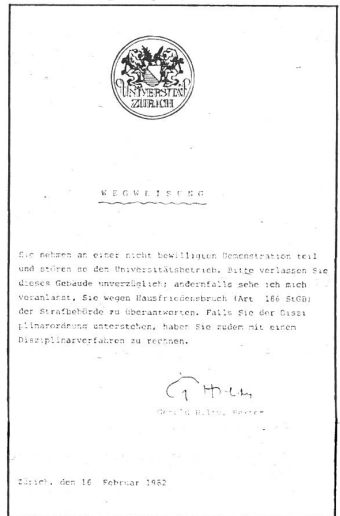 UNIVERSITAS
ZÜRICH
WEGWEISUNG
Sie nehmen an einer nicht bewilligten Demonstration teil
und stören so den Universitätsbetrieb. Bitte verlassen Sie
dieses Gebäude unverzüglich; andernfalls sehe ich mich
veranlasst, Sie wegen Hausfriedensbruch (Art. 186 StGB)
der Strafbehörde zu überantworten. Falls Sie der Diszi
plinarordnung unterstehen, haben Sie zudem mit einem
Disziplinarverfahren zu rechnen.
Rektor
Zürich, den 16 Februar 1982